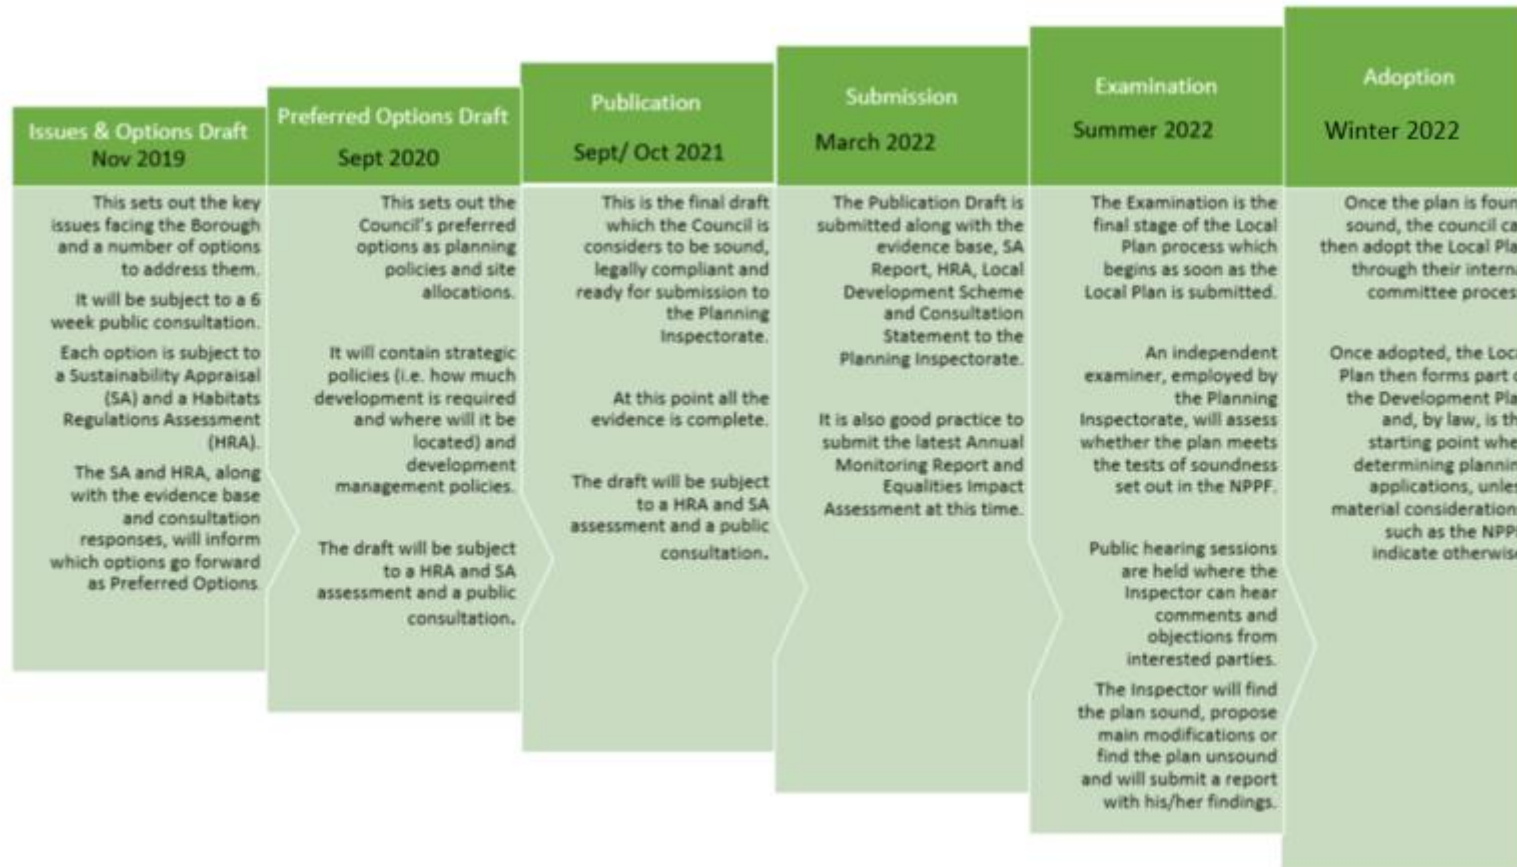 Issues & Options Draft
Nov 2019
This sets out the key
issues facing the Borough
and a number of options
to address them.
It will be subject to a 6
week public consultation.
Each option is subject to
a Sustainability Appraisal
(SA) and a Habitats
Regulations Assessment
(HRA).
The SA and HRA, along
with the evidence base
and consultation
responses, will inform
which options go forward
as Preferred Options.
Preferred Options Draft
Sept 2020
This sets out the
Council's preferred
options as planning
policies and site
allocations.
It will contain strategic
policies (i.e. how much
development is required
and where will it be
located) and
development
management policies.
The draft will be subject
to a HRA and SA
assessment and a public
consultation.
Publication
Sept/ Oct 2021
This is the final draft
which the Council is
considers to be sound,
legally compliant and
ready for submission to
the Planning
Inspectorate.
At this point all the
evidence is complete.
The draft will be subject
to a HRA and SA
assessment and a public
consultation.
Submission
March 2022
The Publication Draft is
submitted along with the
evidence base, SA
Report, HRA, Local
Development Scheme
and Consultation
Statement to the
Planning Inspectorate.
It is also good practice to
submit the latest Annual
Monitoring Report and
Equalities Impact
Assessment at this time.
Examination
Summer 2022
The Examination is the
final stage of the Local
Plan process which
begins as soon as the
Local Plan is submitted.
An independent
examiner, employed by
the Planning
Inspectorate, will assess
whether the plan meets
the tests of soundness
set out in the NPPF.
Public hearing sessions
are held where the
Inspector can hear
comments and
objections from
interested parties.
The Inspector will find
the plan sound, propose
main modifications or
find the plan unsound
and will submit a report
with his/her findings.
Adoption
Winter 2022
Once the plan is
sound, the council
then adopt the Local
through their
committee
Once adopted, the
Plan then forms part
the Development
and, by law, is
starting point
determining
applications,
material
such as the
indicate